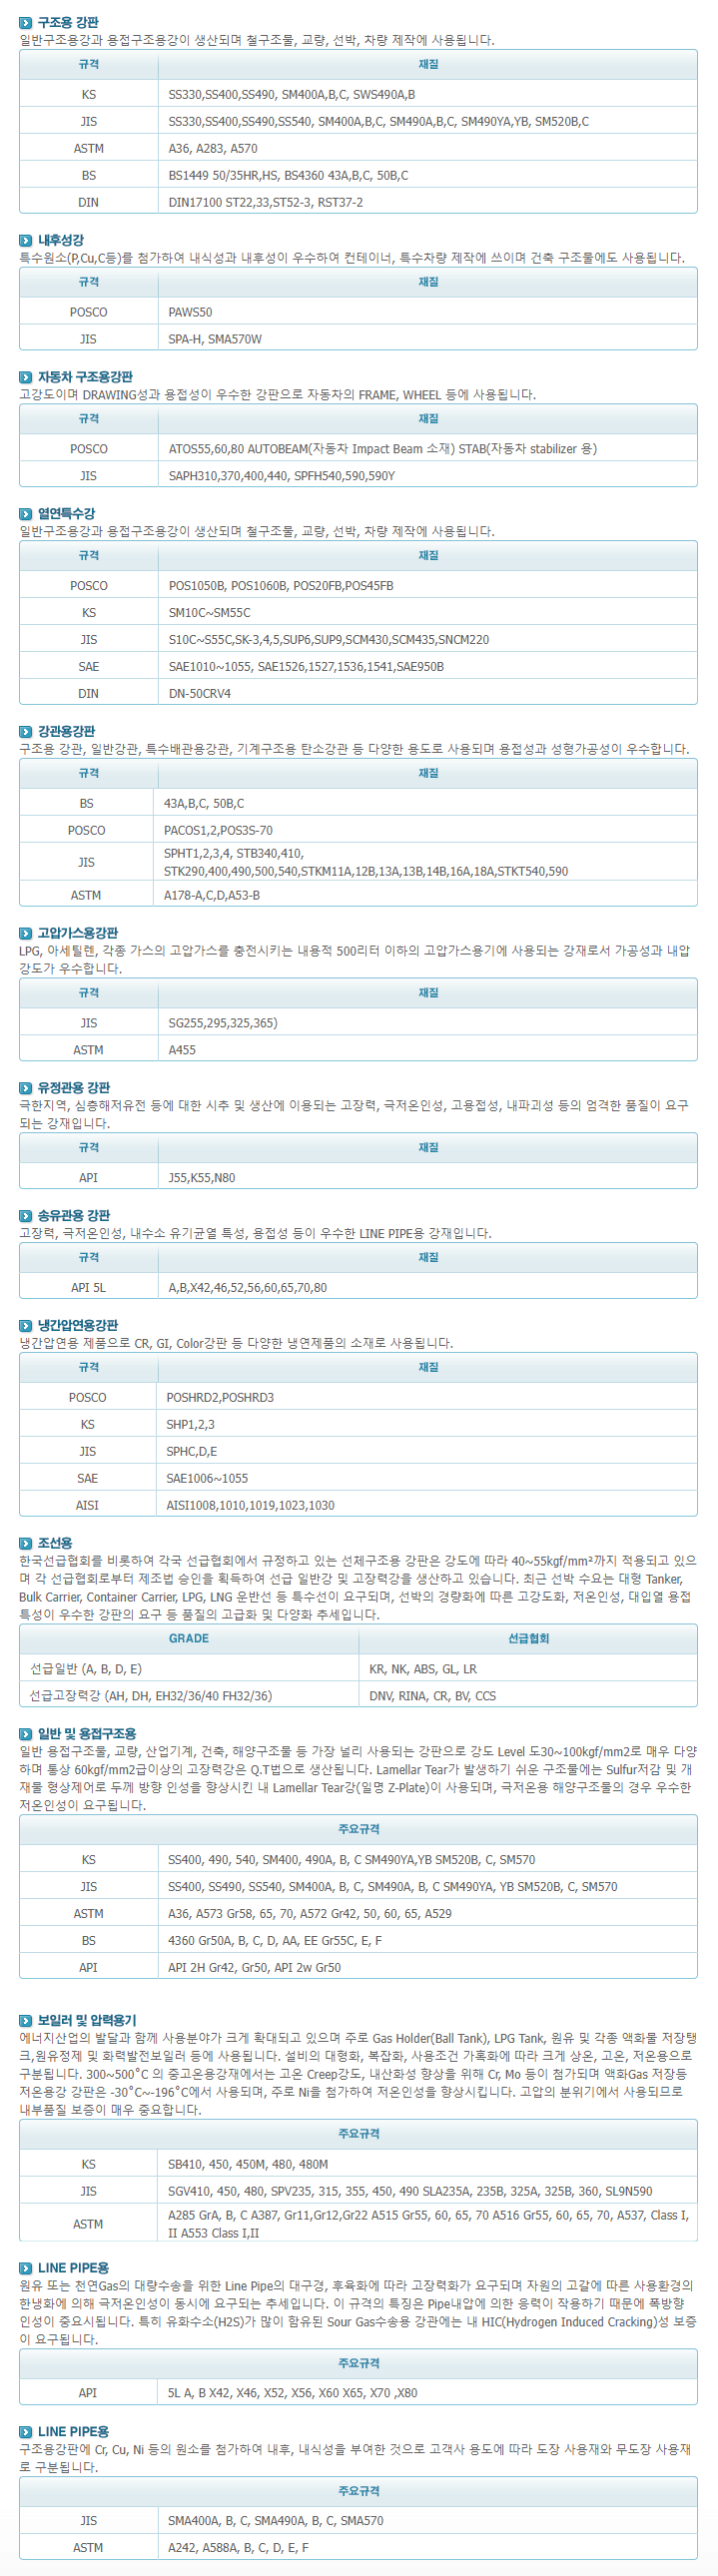 구조용 강판
일반구조용강과 용접구조용강이 생산되며 철구조물, 교량, 선박, 차량 제작에 사용됩니다.
규격 재질
KS SS330,SS400,SS490, SM400A,B,C, SWS490A,B
JIS SS330,SS400,SS490,SS540, SM400A,B,C, SM490A,B,C, SM490YA,YB, SM520B,C
ASTM A36, A283, A570
BS BS1449 50/35HR,HS, BS4360 43A,B,C, 50B,C
DIN DIN17100 ST22,33,ST52-3, RST37-2
내후성강
특수원소(P,Cu,C등)를 첨가하여 내식성과 내후성이 우수하여 컨테이너, 특수차량 제작에 쓰이며 건축 구조물에도 사용됩니다.
규격 재질
POSCO PAWS50
JIS SPA-H, SMA570W
자동차 구조용강판
고강도이며 DRAWING성과 용접성이 우수한 강판으로 자동차의 FRAME, WHEEL 등에 사용됩니다.
규격 재질
POSCO ATOS55,60,80 AUTOBEAM(자동차 Impact Beam 소재) STAB(자동차 stabilizer 용)
JIS SAPH310,370,400,440, SPFH540,590,590Y
열연특수강
일반구조용강과 용접구조용강이 생산되며 철구조물, 교량, 선박, 차량 제작에 사용됩니다.
규격 재질
POSCO POS1050B, POS1060B, POS20FB,POS45FB
KS SM10C~SM55C
JIS S10C~S55C,SK-3,4,5,SUP6,SUP9,SCM430,SCM435,SNCM220
SAE SAE1010~1055, SAE1526,1527,1536,1541,SAE950B
DIN DN-50CRV4
강관용강판
구조용 강관, 일반강관, 특수배관용강관, 기계구조용 탄소강관 등 다양한 용도로 사용되며 용접성과 성형가공성이 우수합니다.
규격 재질
BS 43A,B,C, 50B,C
POSCO PACOS1,2,POS3S-70
JIS SPHT1,2,3,4, STB340,410,
STK290,400,490,500,540,STKM11A,12B,13A,13B,14B,16A,18A,STKT540,590
ASTM A178-A,C,D,A53-B
고압가스용강판
LPG, 아세틸렌, 각종 가스의 고압가스를 충전시키는 내용적 500리터 이하의 고압가스용기에 사용되는 강재로서 가공성과 내압
강도가 우수합니다.
규격 재질
JIS SG255,295,325,365)
ASTM A455
유정관용 강판
극한지역, 심층해저유전 등에 대한 시추 및 생산에 이용되는 고장력, 극저온인성, 고용접성, 내파괴성 등의 엄격한 품질이 요구
되는 강재입니다.
규격 재질
API J55,K55,N80
송유관용 강판
고장력, 극저온인성, 내수소 유기균열 특성, 용접성 등이 우수한 LINE PIPE용 강재입니다.
규격 재질
API 5L A,B,X42,46,52,56,60,65,70,80
냉간압연용강판
냉간압연용 제품으로 CR, GI, Color강판 등 다양한 냉연제품의 소재로 사용됩니다.
규격 재질
POSCO POSHRD2,POSHRD3
KS SHP1,2,3
JIS SPHC,D,E
SAE SAE1006~1055
AISI AISI1008,1010,1019,1023,1030
조선용
한국선급협회를 비롯하여 각국 선급협회에서 규정하고 있는 선체구조용 강판은 강도에 따라 40~55kgf/mm²까지 적용되고 있으
며 각 선급협회로부터 제조법 승인을 획득하여 선급 일반강 및 고장력강을 생산하고 있습니다. 최근 선박 수요는 대형 Tanker,
Bulk Carrier, Container Carrier, LPG, LNG 운반선 등 특수선이 요구되며, 선박의 경량화에 따른 고강도화, 저온인성, 대입열 용접
특성이 우수한 강판의 요구 등 품질의 고급화 및 다양화 추세입니다.
GRADE 선급협회
선급일반 (A, B, D, E) KR, NK, ABS, GL, LR
선급고장력강 (AH, DH, EH32/36/40 FH32/36) DNV, RINA, CR, BV, CCS
일반 및 용접구조용
일반 용접구조물, 교량, 산업기계, 건축, 해양구조물 등 가장 널리 사용되는 강판으로 강도 Level 도30~100kgf/mm2로 매우 다양
하며 통상 60kgf/mm2급이상의 고장력강은 Q.T법으로 생산됩니다. Lamellar Tear가 발생하기 쉬운 구조물에는 Sulfur저감 및 개
재물 형상제어로 두께 방향 인성을 향상시킨 내 Lamellar Tear강(일명 Z-Plate)이 사용되며, 극저온용 해양구조물의 경우 우수한
저온인성이 요구됩니다.
주요규격
KS SS400, 490, 540, SM400, 490A, B, C SM490YA,YB SM520B, C, SM570
JIS SS400, SS490, SS540, SM400A, B, C, SM490A, B, C SM490YA, YB SM520B, C, SM570
ASTM A36, A573 Gr58, 65, 70, A572 Gr42, 50, 60, 65, A529
BS 4360 Gr50A, B, C, D, AA, EE Gr55C, E, F
API API 2H Gr42, Gr50, API 2w Gr50
보일러 및 압력용기
에너지산업의 발달과 함께 사용분야가 크게 확대되고 있으며 주로 Gas Holder(Ball Tank), LPG Tank, 원유 및 각종 액화물 저장탱
크,원유정제 및 화력발전보일러 등에 사용됩니다. 설비의 대형화, 복잡화, 사용조건 가혹화에 따라 크게 상온, 고온, 저온용으로
구분됩니다. 300~500˚C 의 중고온용강재에서는 고온 Creep강도, 내산화성 향상을 위해 Cr, Mo 등이 첨가되며 액화Gas 저장등
저온용강 강판은 -30˚C~-196˚C에서 사용되며, 주로 Ni을 첨가하여 저온인성을 향상시킵니다. 고압의 분위기에서 사용되므로
내부품질 보증이 매우 중요합니다.
주요규격
KS SB410, 450, 450M, 480, 480M
JIS SGV410, 450, 480, SPV235, 315, 355, 450, 490 SLA235A, 235B, 325A, 325B, 360, SL9N590
ASTM A285 GrA, B, C A387, Gr11,Gr12,Gr22 A515 Gr55, 60, 65, 70 A516 Gr55, 60, 65, 70, A537, Class I,
II A553 Class I,II
LINE PIPE용
원유 또는 천연Gas의 대량수송을 위한 Line Pipe의 대구경, 후육화에 따라 고장력화가 요구되며 자원의 고갈에 따른 사용환경의
한냉화에 의해 극저온인성이 동시에 요구되는 추세입니다. 이 규격의 특징은 Pipe내압에 의한 응력이 작용하기 때문에 폭방향
인성이 중요시됩니다. 특히 유화수소(H2S)가 많이 함유된 Sour Gas수송용 강관에는 내 HIC(Hydrogen Induced Cracking)성 보증
이 요구됩니다.
주요규격
API 5L A, B X42, X46, X52, X56, X60 X65, X70 ,X80
LINE PIPE용
구조용강판에 Cr, Cu, Ni 등의 원소를 첨가하여 내후, 내식성을 부여한 것으로 고객사 용도에 따라 도장 사용재와 무도장 사용재
로 구분됩니다.
주요규격
JIS SMA400A, B, C, SMA490A, B, C, SMA570
ASTM A242, A588A, B, C, D, E, F